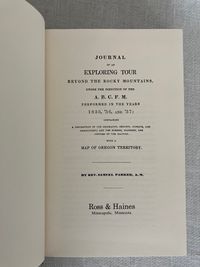 JOURNAL
OF AN
EXPLORING TOUR
BEYOND THE ROCKY MOUNTAINS,
UNDER THE DIRECTION OF THE
A. B. C. F. M.
PERFORMED IN THE YEARS
1835, '36, AND '37;
CONTAINING
A DESCRIPTION OF THE GEOGRAPHY, GEOLOGY, CLIMATE, AND
PRODUCTIONS; AND THE NUMBER, MANNERS, AND
CUSTOMS OF THE NATIVES.
WITH A
MAP OF OREGON TERRITORY.
BY REV. SAMUEL PARKER, A. M.
Ross & Haines
Minneapolis, Minnesota